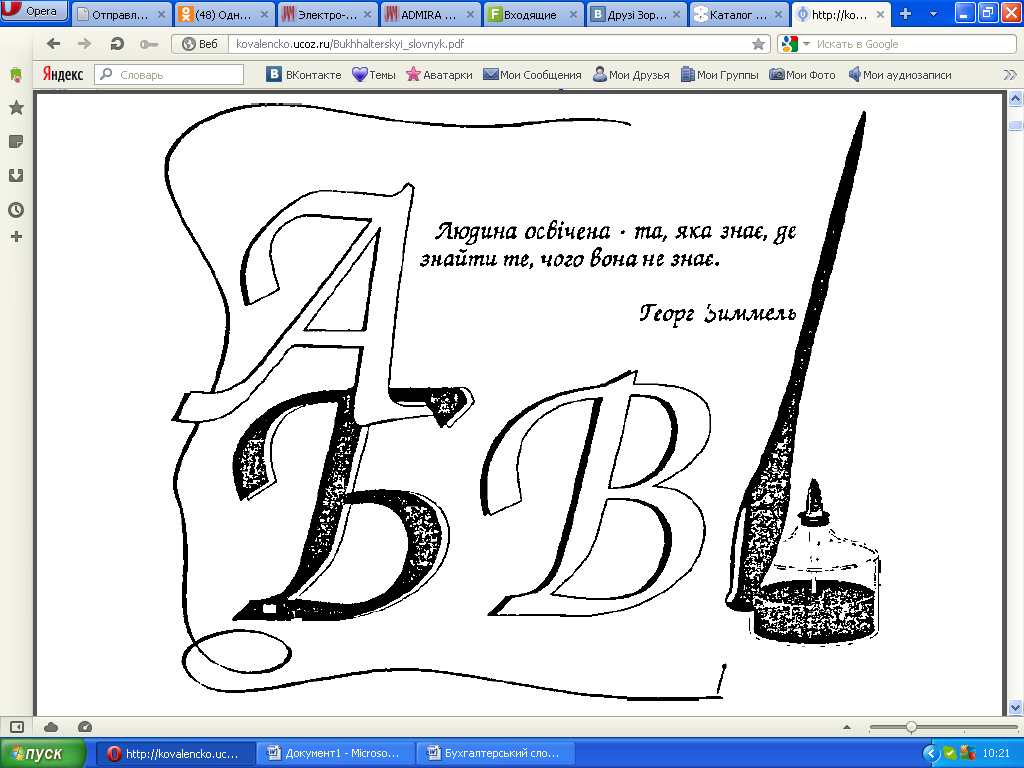 Opera
Отправл...
(48) Одн...
Электро-...
ADMIRA ...
Входящие
Друзі Зор...
Каталог ...
http://ko...
Веб
kovalencko.ucoz.ru/Bukhhalterskyi_slovnyk.pdf
Искать в Google
Яндекс
Словарь
ВКонтакте
Темы
Аватарки
Мои Сообщения
Мои Друзья
Мои Группы
Мои Фото
Мои аудиозаписи
Людина освічена - та, яка знає, де
знайти те, чого вона не знає.
Георг Зиммель
А
Б В
пуск
http://kovalencko.uc...
Документ1 - Microso...
Бухгалтерський сло...
10:21